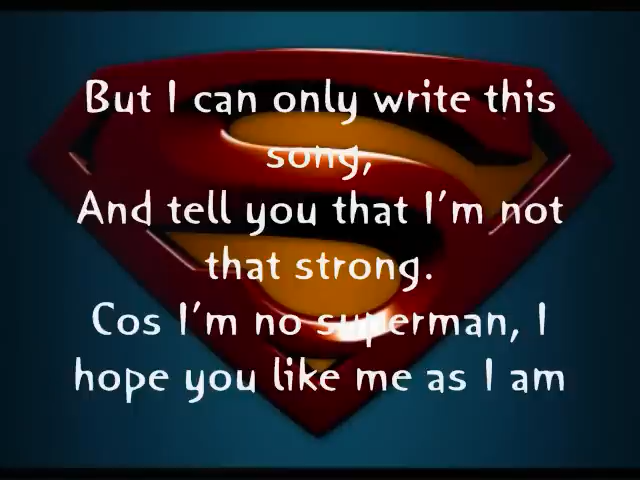 But I can only write this
song,
And tell you that I'm not
that strong.
Cos I'm no superman, I
hope you like me as I am